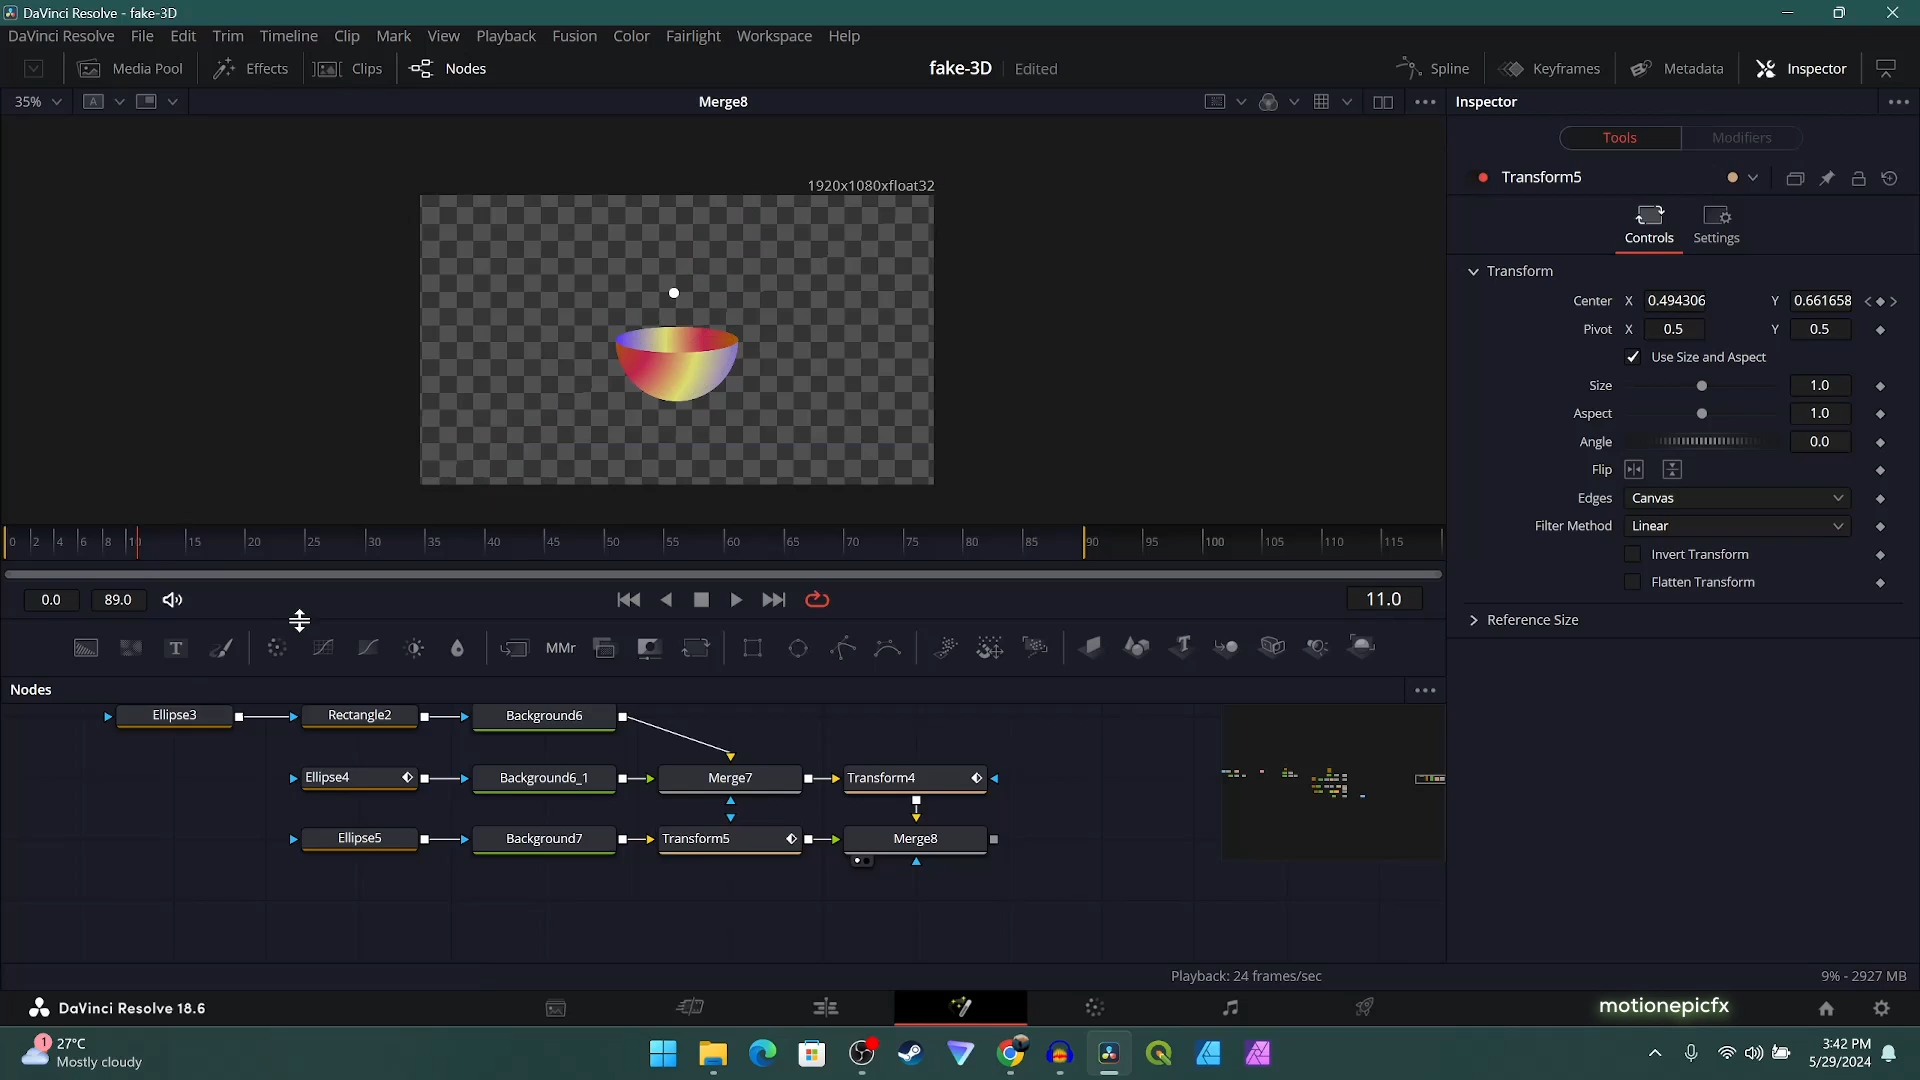 DaVinci Resolve - fake-3D
DaVinci Resolve File Edit Trim Timeline Clip Mark View Playback Fusion Color Fairlight Workspace Help
Media Pool Effects Clips Nodes fake-3D Edited Spline Keyframes Metadata Inspector
35% A Merge8 Inspector
Tools Modifiers
Transform5
1920x1080xfloat32
Controls Settings
Transform
Center X 0.494306 Y 0.661658
Pivot X 0.5 Y 0.5
Use Size and Aspect
Size 1.0
Aspect 1.0
Angle 0.0
Flip
Edges Canvas
Filter Method Linear
Invert Transform
Flatten Transform
Reference Size
0 2 4 6 8 10 15 20 25 30 35 40 45 50 55 60 65 70 75 80 85 90 95 100 105 110 115
0.0 89.0 11.0
T MMr T
Nodes
Ellipse3 Rectangle2 Background6
Ellipse4 Background6_1 Merge7 Transform4
Ellipse5 Background7 Transform5 Merge8
Playback: 24 frames/sec 9% - 2927 MB
DaVinci Resolve 18.6 motionepicfx
1 27°C
Mostly cloudy
3:42 PM
5/29/2024